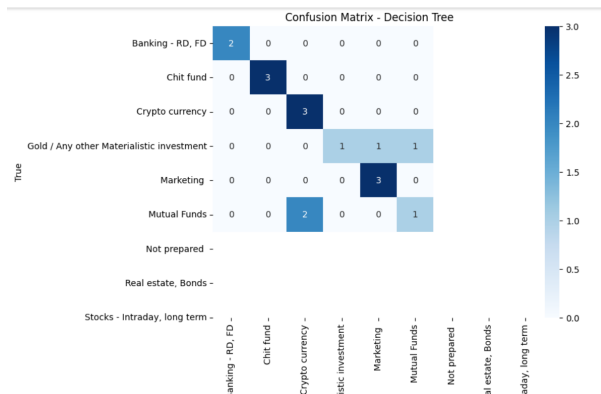 Confusion Matrix - Decision Tree
Banking - RD, FD
2 0 0 0 0 0
Chit fund
0 3 0 0 0 0
Crypto currency
0 0 3 0 0 0
Gold / Any other Materialistic investment
0 0 0 1 1 1
Marketing
0 0 0 0 3 0
Mutual Funds
0 0 2 0 0 1
Not prepared
Real estate, Bonds
Stocks - Intraday, long term
True
3.0
2.5
2.0
1.5
1.0
0.5
0.0
anking - RD, FD
Chit fund
Crypto currency
istic investment
Marketing
Mutual Funds
Not prepared
al estate, Bonds
day, long term